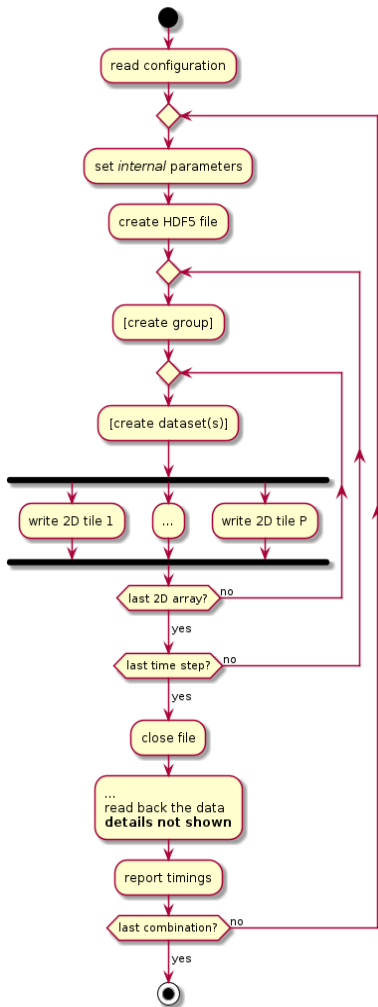 read configuration
set internal parameters
create HDF5 file
[create group]
[create dataset(s)]
write 2D tile 1
...
write 2D tile P
last 2D array?
no
yes
last time step?
no
yes
close file
...
read back the data
details not shown
report timings
last combination?
no
yes